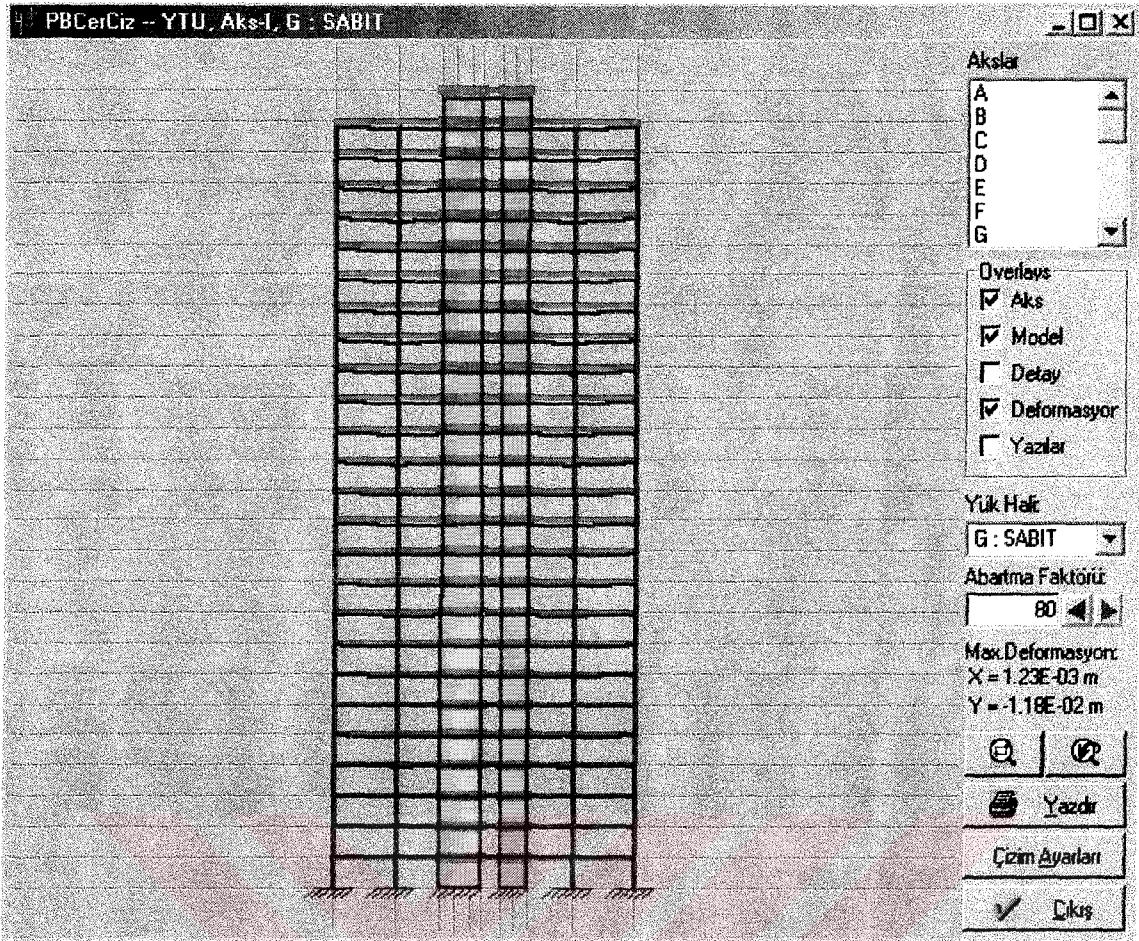 PBCerCiz -- YTU, Aks-I, G : SABIT
Akslar
A
B
C
D
E
F
G
Overlays
Aks
Model
Detay
Deformasyor
Yazılar
Yük Hali:
G : SABIT
Abartma Faktörü:
80
Max.Deformasyon:
X = 1.23E-03 m
Y = -1.18E-02 m
Yazdır
Çizim Ayarları
Çıkış